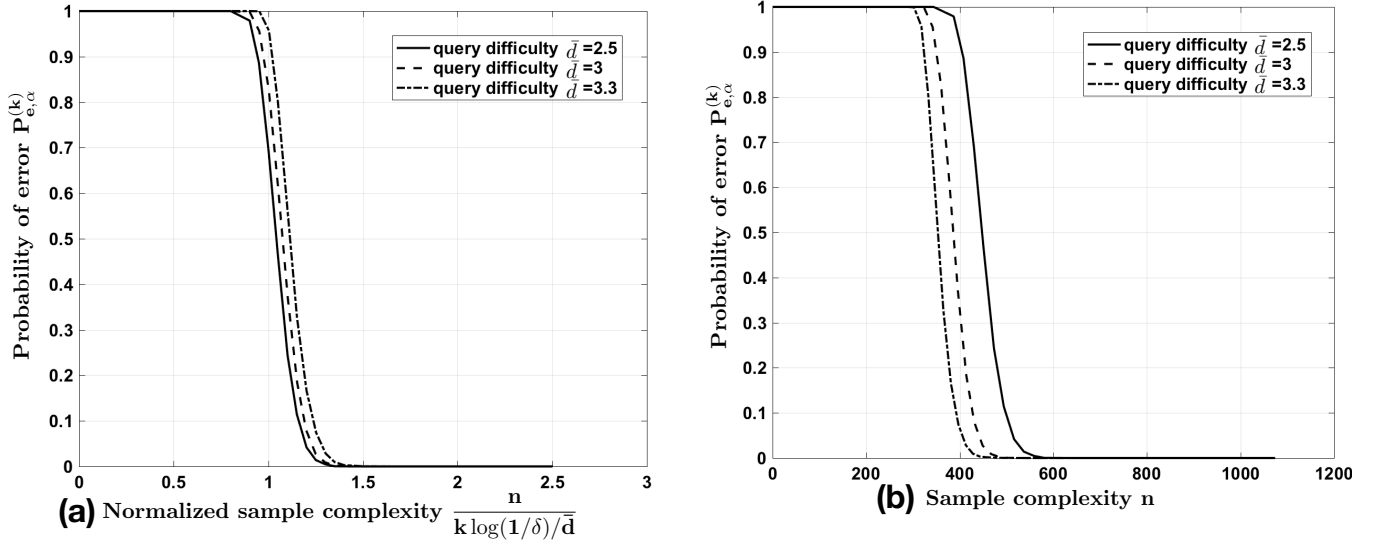 1
0.9
0.8
0.7
0.6
0.5
0.4
0.3
0.2
0.1
0
Probability of error P_{e,α}^{(k)}
query difficulty d̄ =2.5
query difficulty d̄ =3
query difficulty d̄ =3.3
0 0.5 1 1.5 2 2.5 3
(a) Normalized sample complexity n / k log(1/δ)/d̄
1
0.9
0.8
0.7
0.6
0.5
0.4
0.3
0.2
0.1
0
Probability of error P_{e,α}^{(k)}
query difficulty d̄ =2.5
query difficulty d̄ =3
query difficulty d̄ =3.3
0 200 400 600 800 1000 1200
(b) Sample complexity n